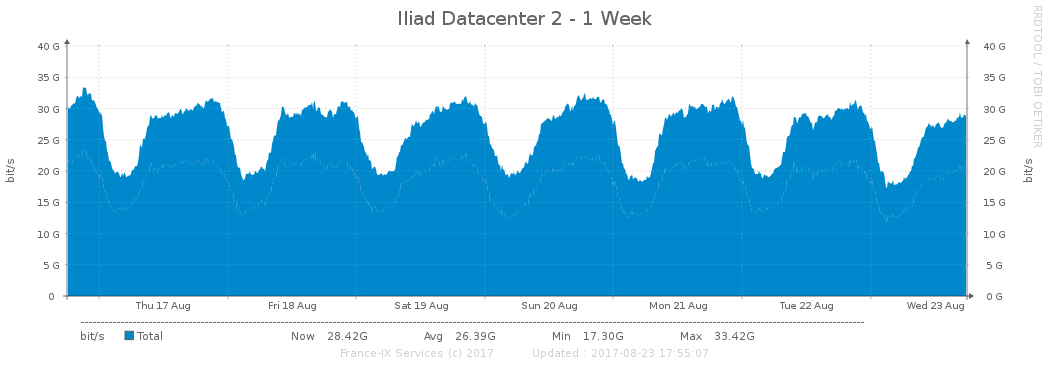 Iliad Datacenter 2 - 1 Week
RRDTOOL / TOBI OETIKER
40 G 40 G
35 G 35 G
30 G 30 G
25 G 25 G
20 G 20 G
15 G 15 G
10 G 10 G
5 G 5 G
0 0 G
bit/s bit/s
Thu 17 Aug Fri 18 Aug Sat 19 Aug Sun 20 Aug Mon 21 Aug Tue 22 Aug Wed 23 Aug
bit/s Total Now 28.42G Avg 26.39G Min 17.30G Max 33.42G
France-IX Services (c) 2017 Updated : 2017-08-23 17:55:07